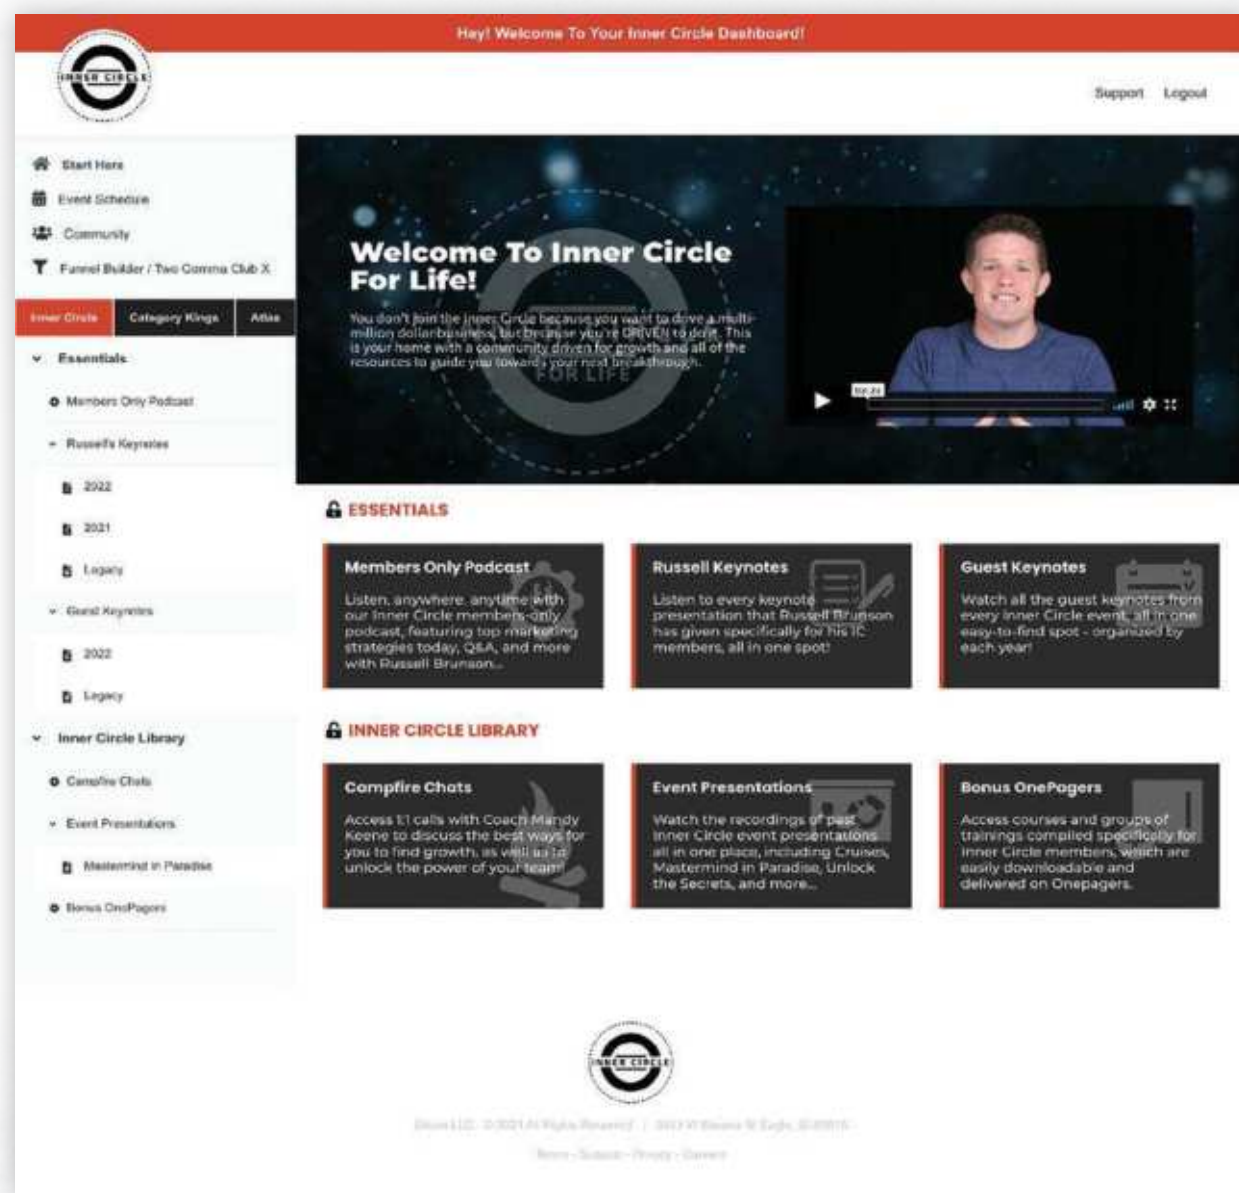 Hey! Welcome To Your Inner Circle Dashboard!
INNER CIRCLE
Support Logout
Start Here
Event Schedule
Community
Funnel Builder / Two Comma Club X
Inner Circle Category Kings Atlas
Essentials
Members Only Podcast
Russell's Keynotes
2022
2021
Legacy
Guest Keynotes
2022
Legacy
Inner Circle Library
Campfire Chats
Event Presentations
Mastermind in Paradise
Bonus OnePagers
Welcome To Inner Circle
For Life!
You don't join the Inner Circle because you want to drive a multi-
million dollar business, but because you're DRIVEN to do it. This
is your home with a community driven for growth and all of the
resources to guide you towards your next breakthrough.
FOR LIFE
ESSENTIALS
Members Only Podcast
Listen, anywhere, anytime with
our Inner Circle members-only
podcast, featuring top marketing
strategies today, Q&A, and more
with Russell Brunson...
Russell Keynotes
Listen to every keynote
presentation that Russell Brunson
has given specifically for his IC
members, all in one spot!
Guest Keynotes
Watch all the guest keynotes from
every Inner Circle event, all in one
easy-to-find spot - organized by
each year!
INNER CIRCLE LIBRARY
Campfire Chats
Access 1:1 calls with Coach Mandy
Keene to discuss the best ways for
you to find growth, as well as to
unlock the power of your team!
Event Presentations
Watch the recordings of past
Inner Circle event presentations
all in one place, including Cruises,
Mastermind in Paradise, Unlock
the Secrets, and more...
Bonus OnePagers
Access courses and groups of
trainings compiled specifically for
Inner Circle members, which are
easily downloadable and
delivered on Onepagers.
INNER CIRCLE
All Rights Reserved
Support - Privacy